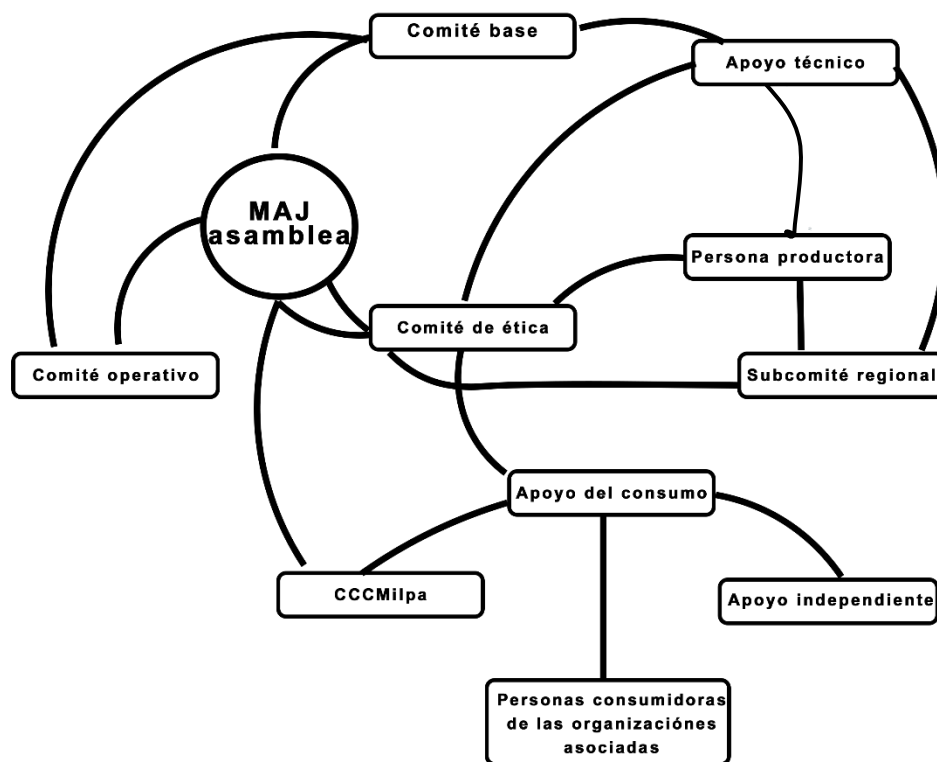 Comité base
Apoyo técnico
MAJ
asamblea
Persona productora
Comité de ética
Comité operativo
Subcomité regional
Apoyo del consumo
CCCMilpa
Apoyo independiente
Personas consumidoras
de las organizaciónes
asociadas